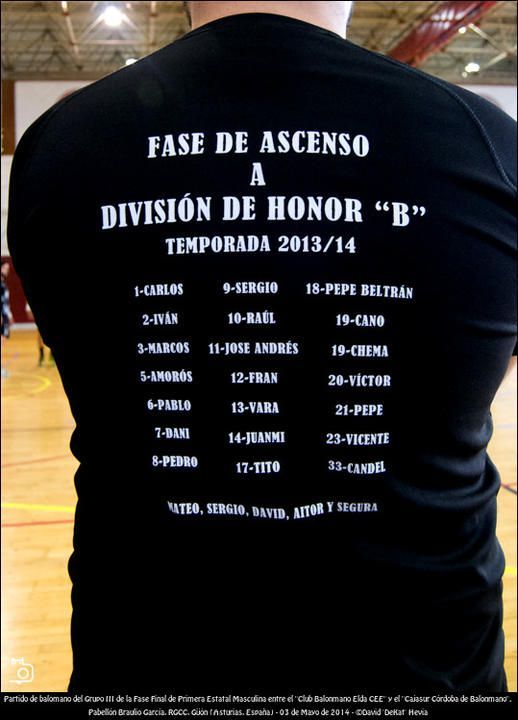 FASE DE ASCENSO
A
DIVISIÓN DE HONOR “B”
TEMPORADA 2013/14
1-CARLOS 9-SERGIO 18-PEPE BELTRÁN
2-IVÁN 10-RAÚL 19-CANO
3-MARCOS 11-JOSE ANDRÉS 19-CHEMA
5-AMORÓS 12-FRAN 20-VÍCTOR
6-PABLO 13-VARA 21-PEPE
7-DANI 14-JUANMI 23-VICENTE
8-PEDRO 17-TITO 33-CANDEL
MATEO, SERGIO, DAVID, AITOR Y SEGURA
Partido de balomano del Grupo III de la Fase Final de Primera Estatal Masculina entre el "Club Balonmano Elda CEE" y el "Cajasur Córdoba de Balonmano".
Pabellón Braulio García. RGCC. Gijón (Asturias. España) - 03 de Mayo de 2014 - ©David DeKat Hevia